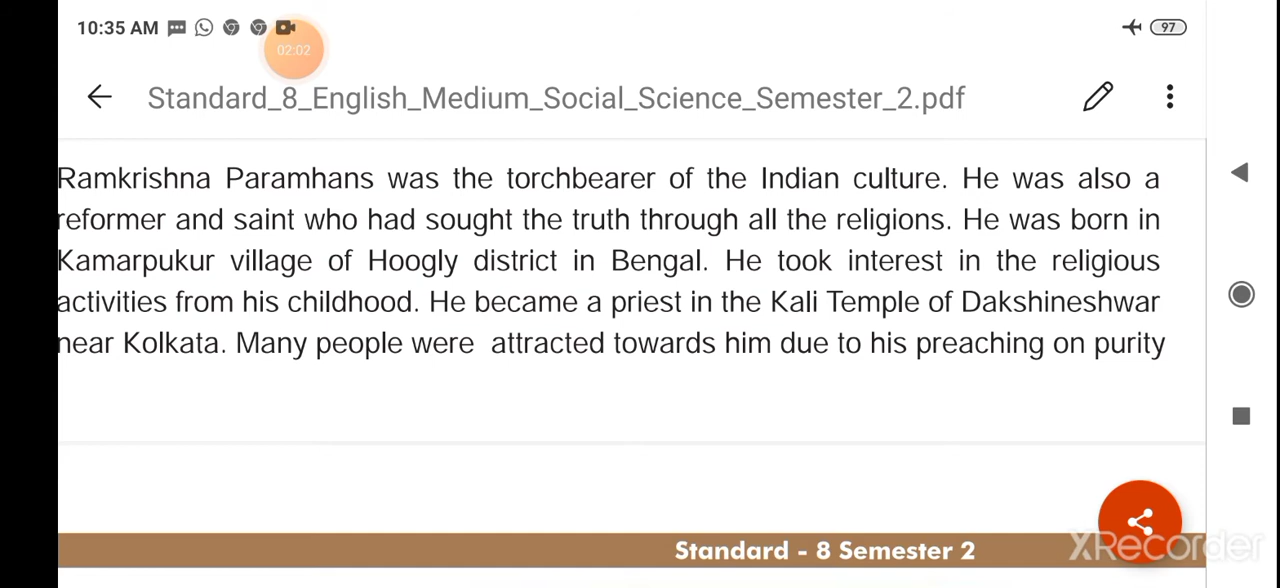 10:35 AM
97
02:02
Standard_8_English_Medium_Social_Science_Semester_2.pdf
Ramkrishna Paramhans was the torchbearer of the Indian culture. He was also a
reformer and saint who had sought the truth through all the religions. He was born in
Kamarpukur village of Hoogly district in Bengal. He took interest in the religious
activities from his childhood. He became a priest in the Kali Temple of Dakshineshwar
near Kolkata. Many people were attracted towards him due to his preaching on purity
Standard - 8 Semester 2
XRecorder